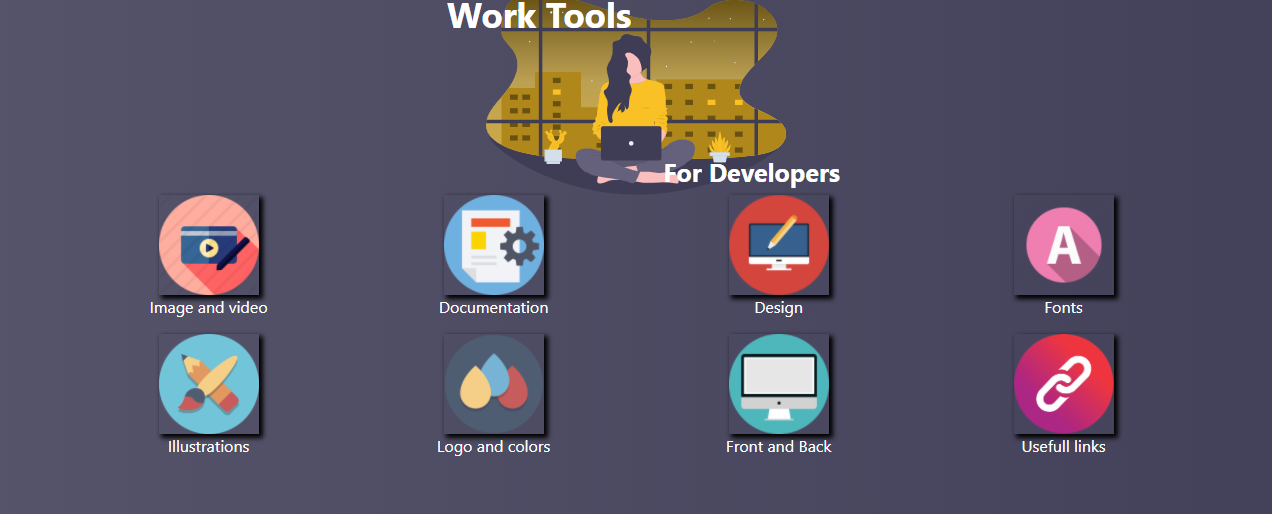 Work Tools
For Developers
Image and video
Documentation
Design
Fonts
A
Illustrations
Logo and colors
Front and Back
Usefull links